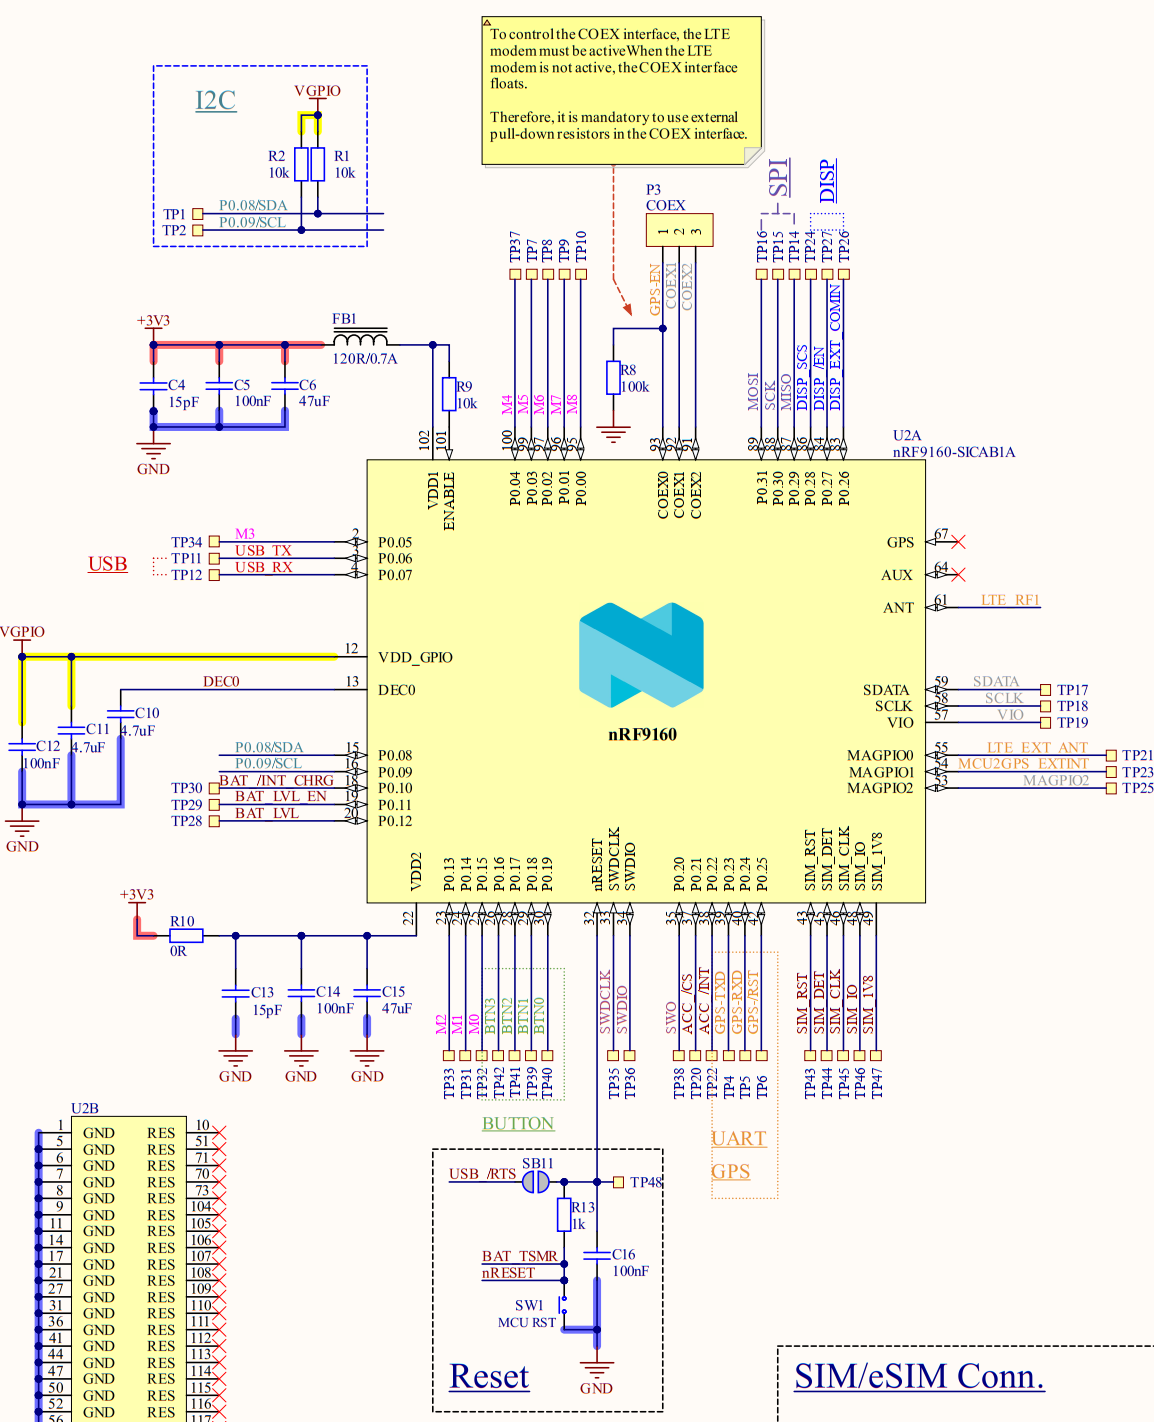 To control the COEX interface, the LTE
modem must be activeWhen the LTE
modem is not active, the COEX interface
floats.
Therefore, it is mandatory to use external
pull-down resistors in the COEX interface.
I2C
VGPIO
R2
10k
R1
10k
TP1
P0.08/SDA
TP2
P0.09/SCL
P3
COEX
1
2
3
GPS-EN
COEX1
COEX2
R8
100k
SPI
DISP
TP37
TP7
TP8
TP9
TP10
M4
M5
M6
M7
M8
100
99
97
96
95
93
92
91
TP16
TP15
TP14
TP24
TP27
TP26
MOSI
SCK
MISO
DISP_SCS
DISP_/EN
DISP_EXT_COMIN
89
88
87
86
84
83
+3V3
FB1
120R/0.7A
C4
15pF
C5
100nF
C6
47uF
GND
R9
10k
102
101
U2A
nRF9160-SICAB1A
VDD1
ENABLE
P0.04
P0.03
P0.02
P0.01
P0.00
COEX0
COEX1
COEX2
P0.31
P0.30
P0.29
P0.28
P0.27
P0.26
USB
TP34
M3
2
P0.05
TP11
USB_TX
3
P0.06
TP12
USB_RX
4
P0.07
GPS
67
AUX
64
ANT
61
LTE_RF1
VGPIO
12
VDD_GPIO
DEC0
13
DEC0
C10
4.7uF
C11
4.7uF
C12
100nF
GND
nRF9160
SDATA
59
SDATA
TP17
SCLK
58
SCLK
TP18
VIO
57
VIO
TP19
P0.08/SDA
15
P0.08
P0.09/SCL
16
P0.09
TP30
BAT_/INT_CHRG
18
P0.10
TP29
BAT_LVL_EN
19
P0.11
TP28
BAT_LVL
20
P0.12
MAGPIO0
55
LTE_EXT_ANT
TP21
MAGPIO1
54
MCU2GPS_EXTINT
TP23
MAGPIO2
53
MAGPIO2
TP25
VDD2
P0.13
P0.14
P0.15
P0.16
P0.17
P0.18
P0.19
nRESET
SWDCLK
SWDIO
P0.20
P0.21
P0.22
P0.23
P0.24
P0.25
SIM_RST
SIM_DET
SIM_CLK
SIM_IO
SIM_1V8
22
23
24
25
26
28
29
30
32
33
34
35
37
38
39
40
42
43
45
46
48
49
+3V3
R10
0R
C13
15pF
C14
100nF
C15
47uF
GND
GND
GND
M2
M1
M0
BTN3
BTN2
BTN1
BTN0
SWDCLK
SWDIO
SWO
ACC_/CS
ACC_/INT
GPS-TXD
GPS-RXD
GPS-/RST
SIM_RST
SIM_DET
SIM_CLK
SIM_IO
SIM_1V8
TP33
TP31
TP32
TP42
TP41
TP39
TP40
TP35
TP36
TP38
TP20
TP22
TP4
TP5
TP6
TP43
TP44
TP45
TP46
TP47
BUTTON
UART
GPS
U2B
1 GND RES 10
5 GND RES 51
6 GND RES 71
7 GND RES 70
8 GND RES 73
9 GND RES 104
11 GND RES 105
14 GND RES 106
17 GND RES 107
21 GND RES 108
27 GND RES 109
31 GND RES 110
36 GND RES 111
41 GND RES 112
44 GND RES 113
47 GND RES 114
50 GND RES 115
52 GND RES 116
56
117
USB_/RTS
SB11
TP48
R13
1k
BAT_TSMR
nRESET
C16
100nF
SW1
MCU RST
GND
Reset
SIM/eSIM Conn.